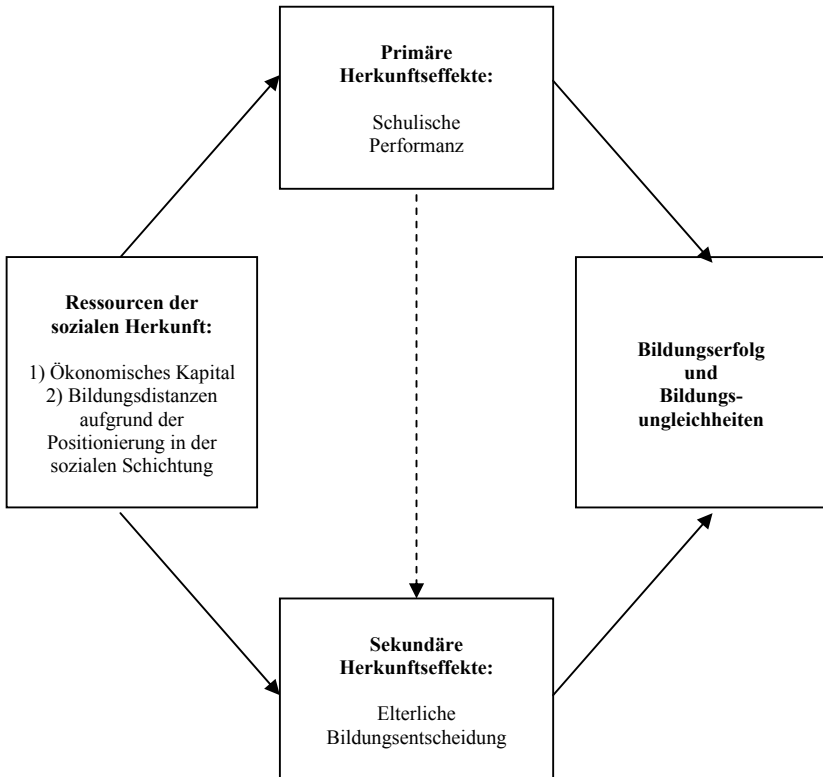 Primäre
Herkunftseffekte:
Schulische
Performanz
Ressourcen der
sozialen Herkunft:
1) Ökonomisches Kapital
2) Bildungsdistanzen
aufgrund der
Positionierung in der
sozialen Schichtung
Bildungserfolg
und
Bildungs-
ungleichheiten
Sekundäre
Herkunftseffekte:
Elterliche
Bildungsentscheidung